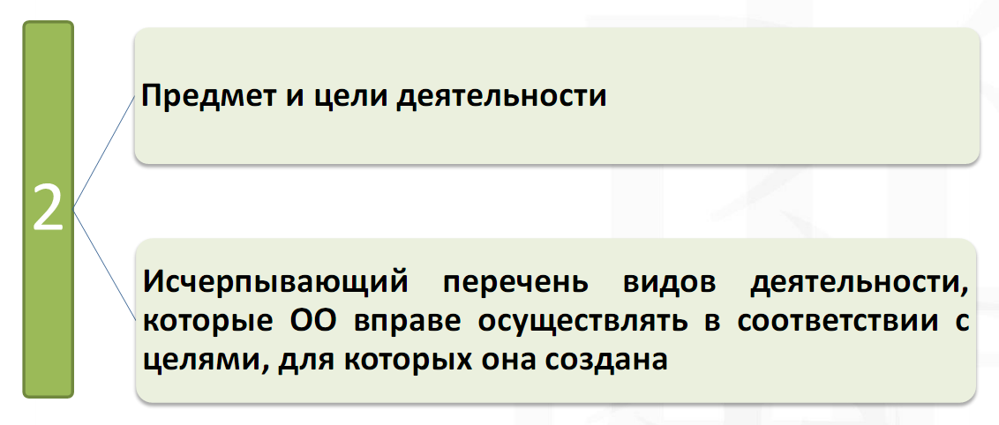 Предмет и цели деятельности
2
Исчерпывающий перечень видов деятельности,
которые ОО вправе осуществлять в соответствии с
целями, для которых она создана